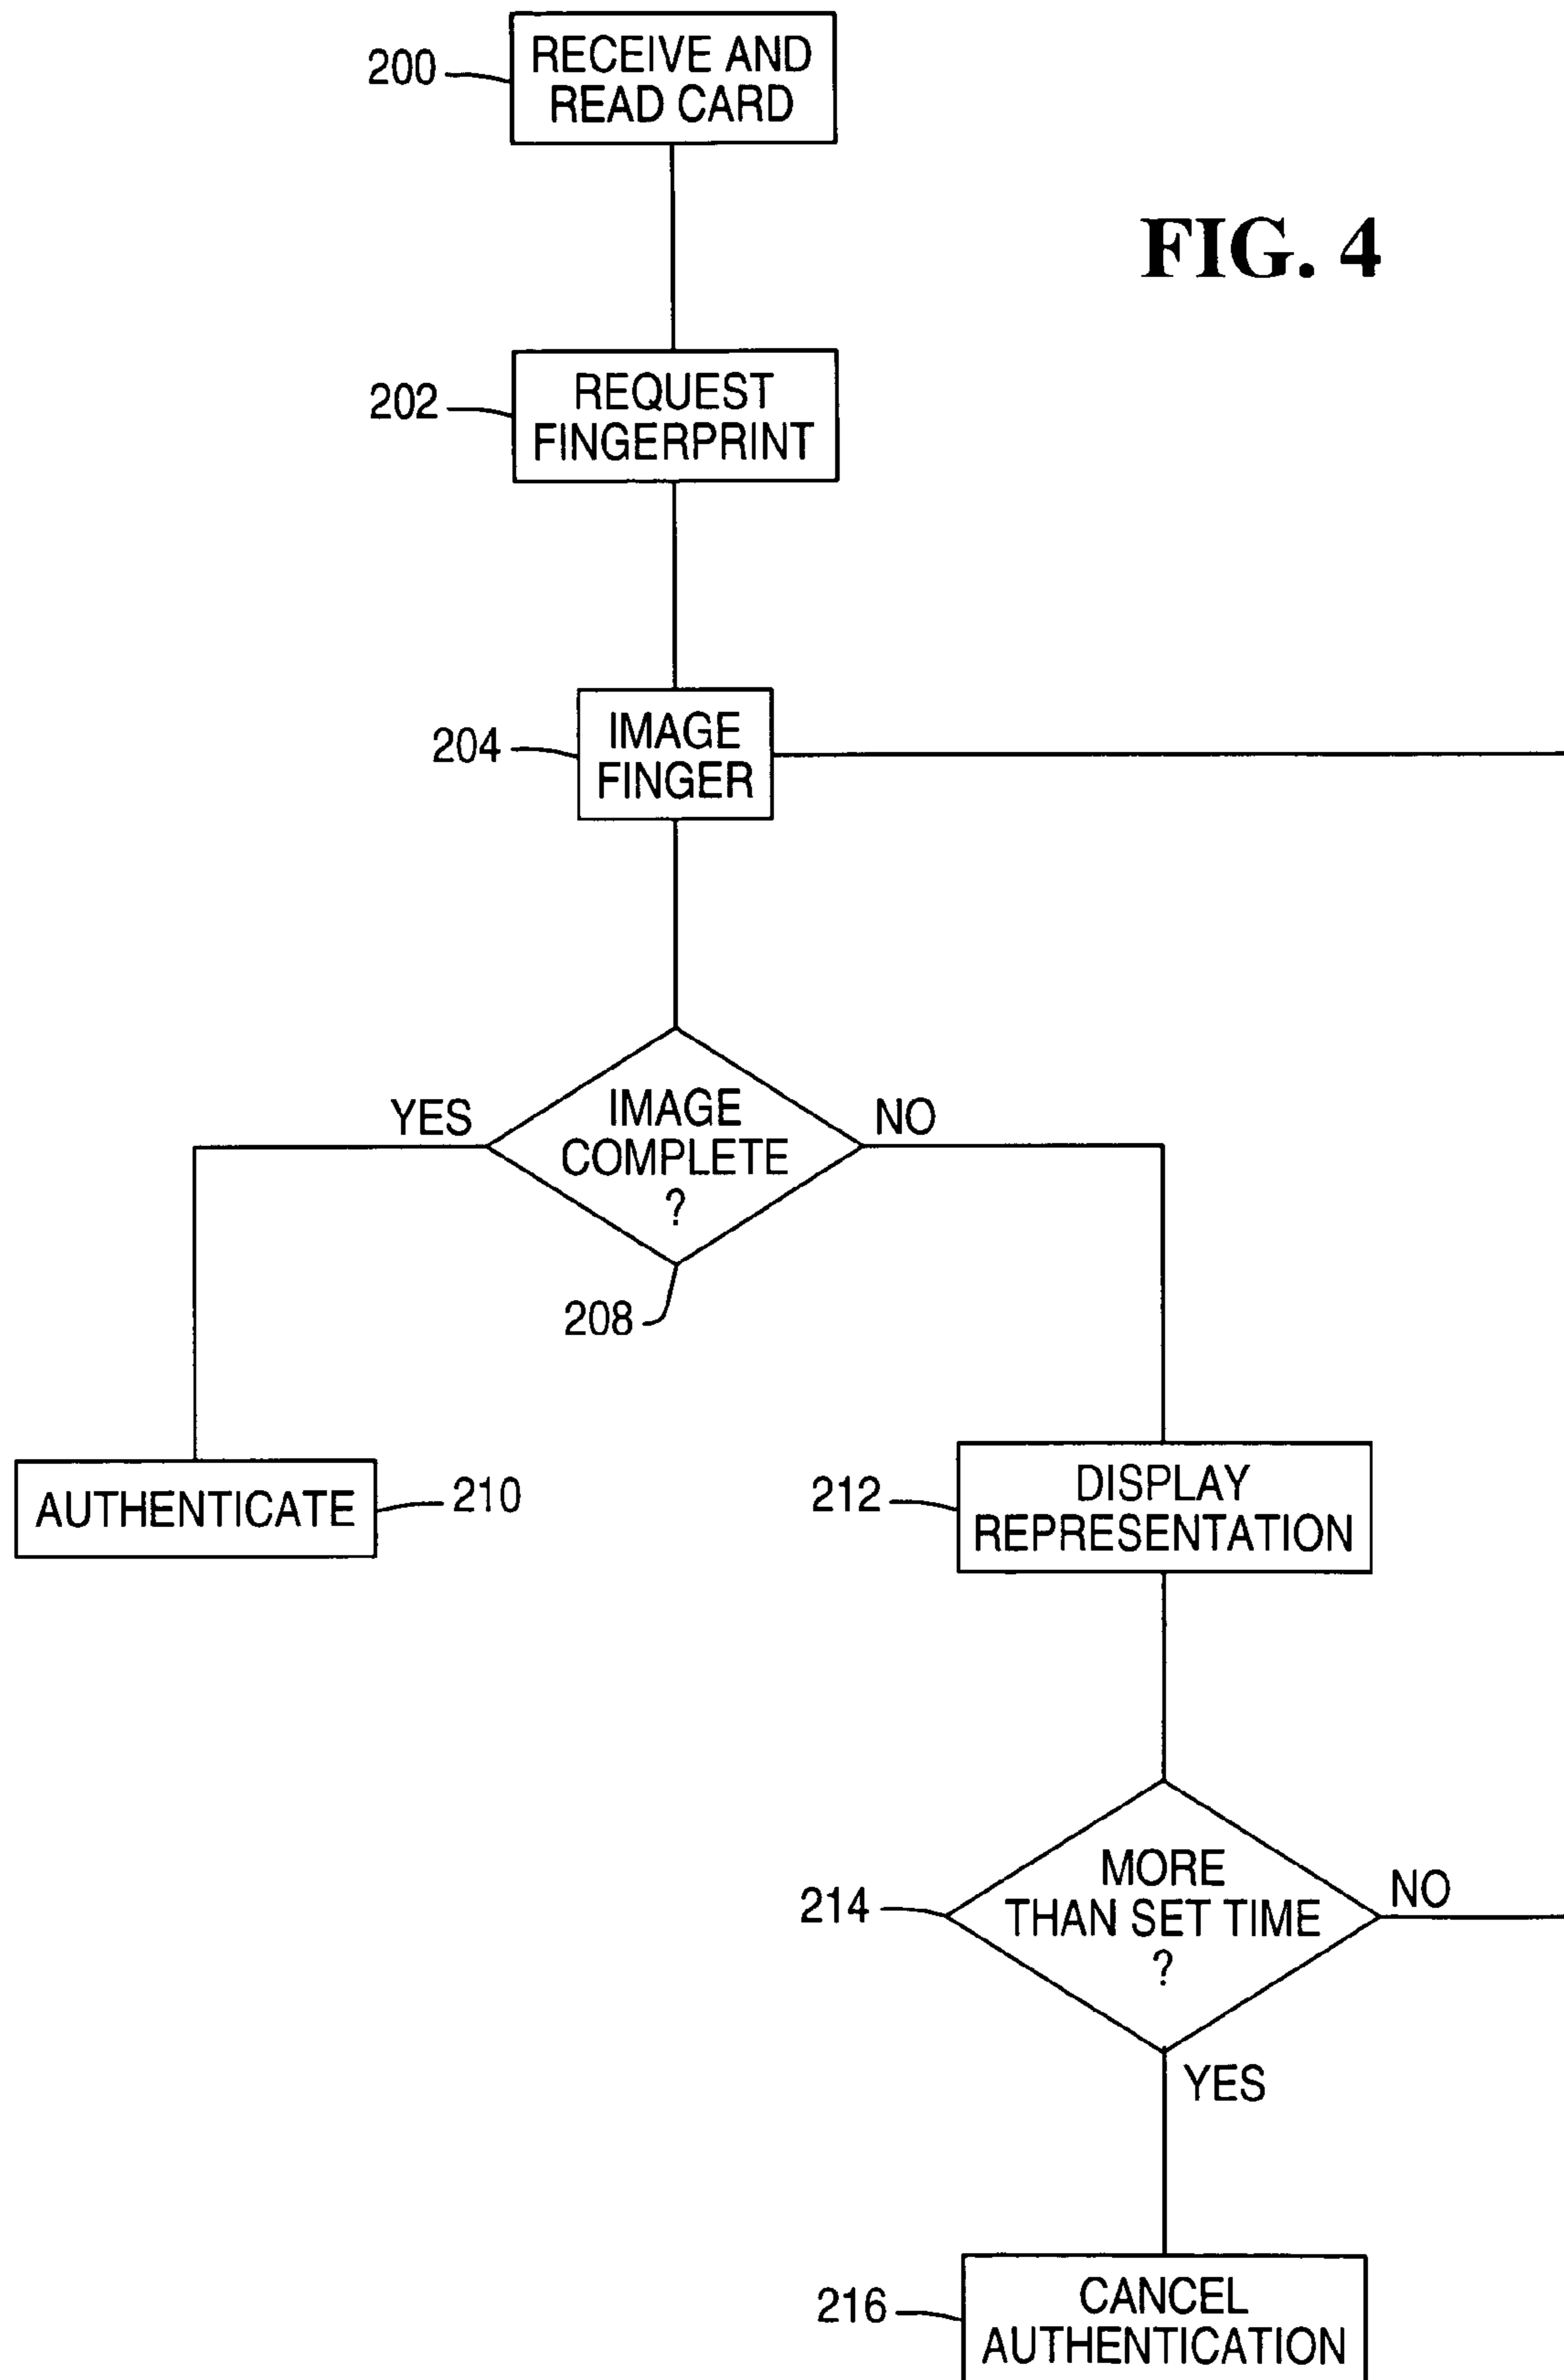 200
RECEIVE AND
READ CARD
FIG. 4
202
REQUEST
FINGERPRINT
204
IMAGE
FINGER
YES
IMAGE
COMPLETE
?
NO
208
AUTHENTICATE
210
212
DISPLAY
REPRESENTATION
214
MORE
THAN SET TIME
?
NO
YES
216
CANCEL
AUTHENTICATION